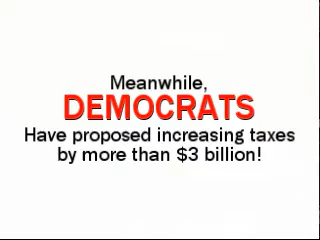 Meanwhile,
DEMOCRATS
Have proposed increasing taxes
by more than $3 billion!